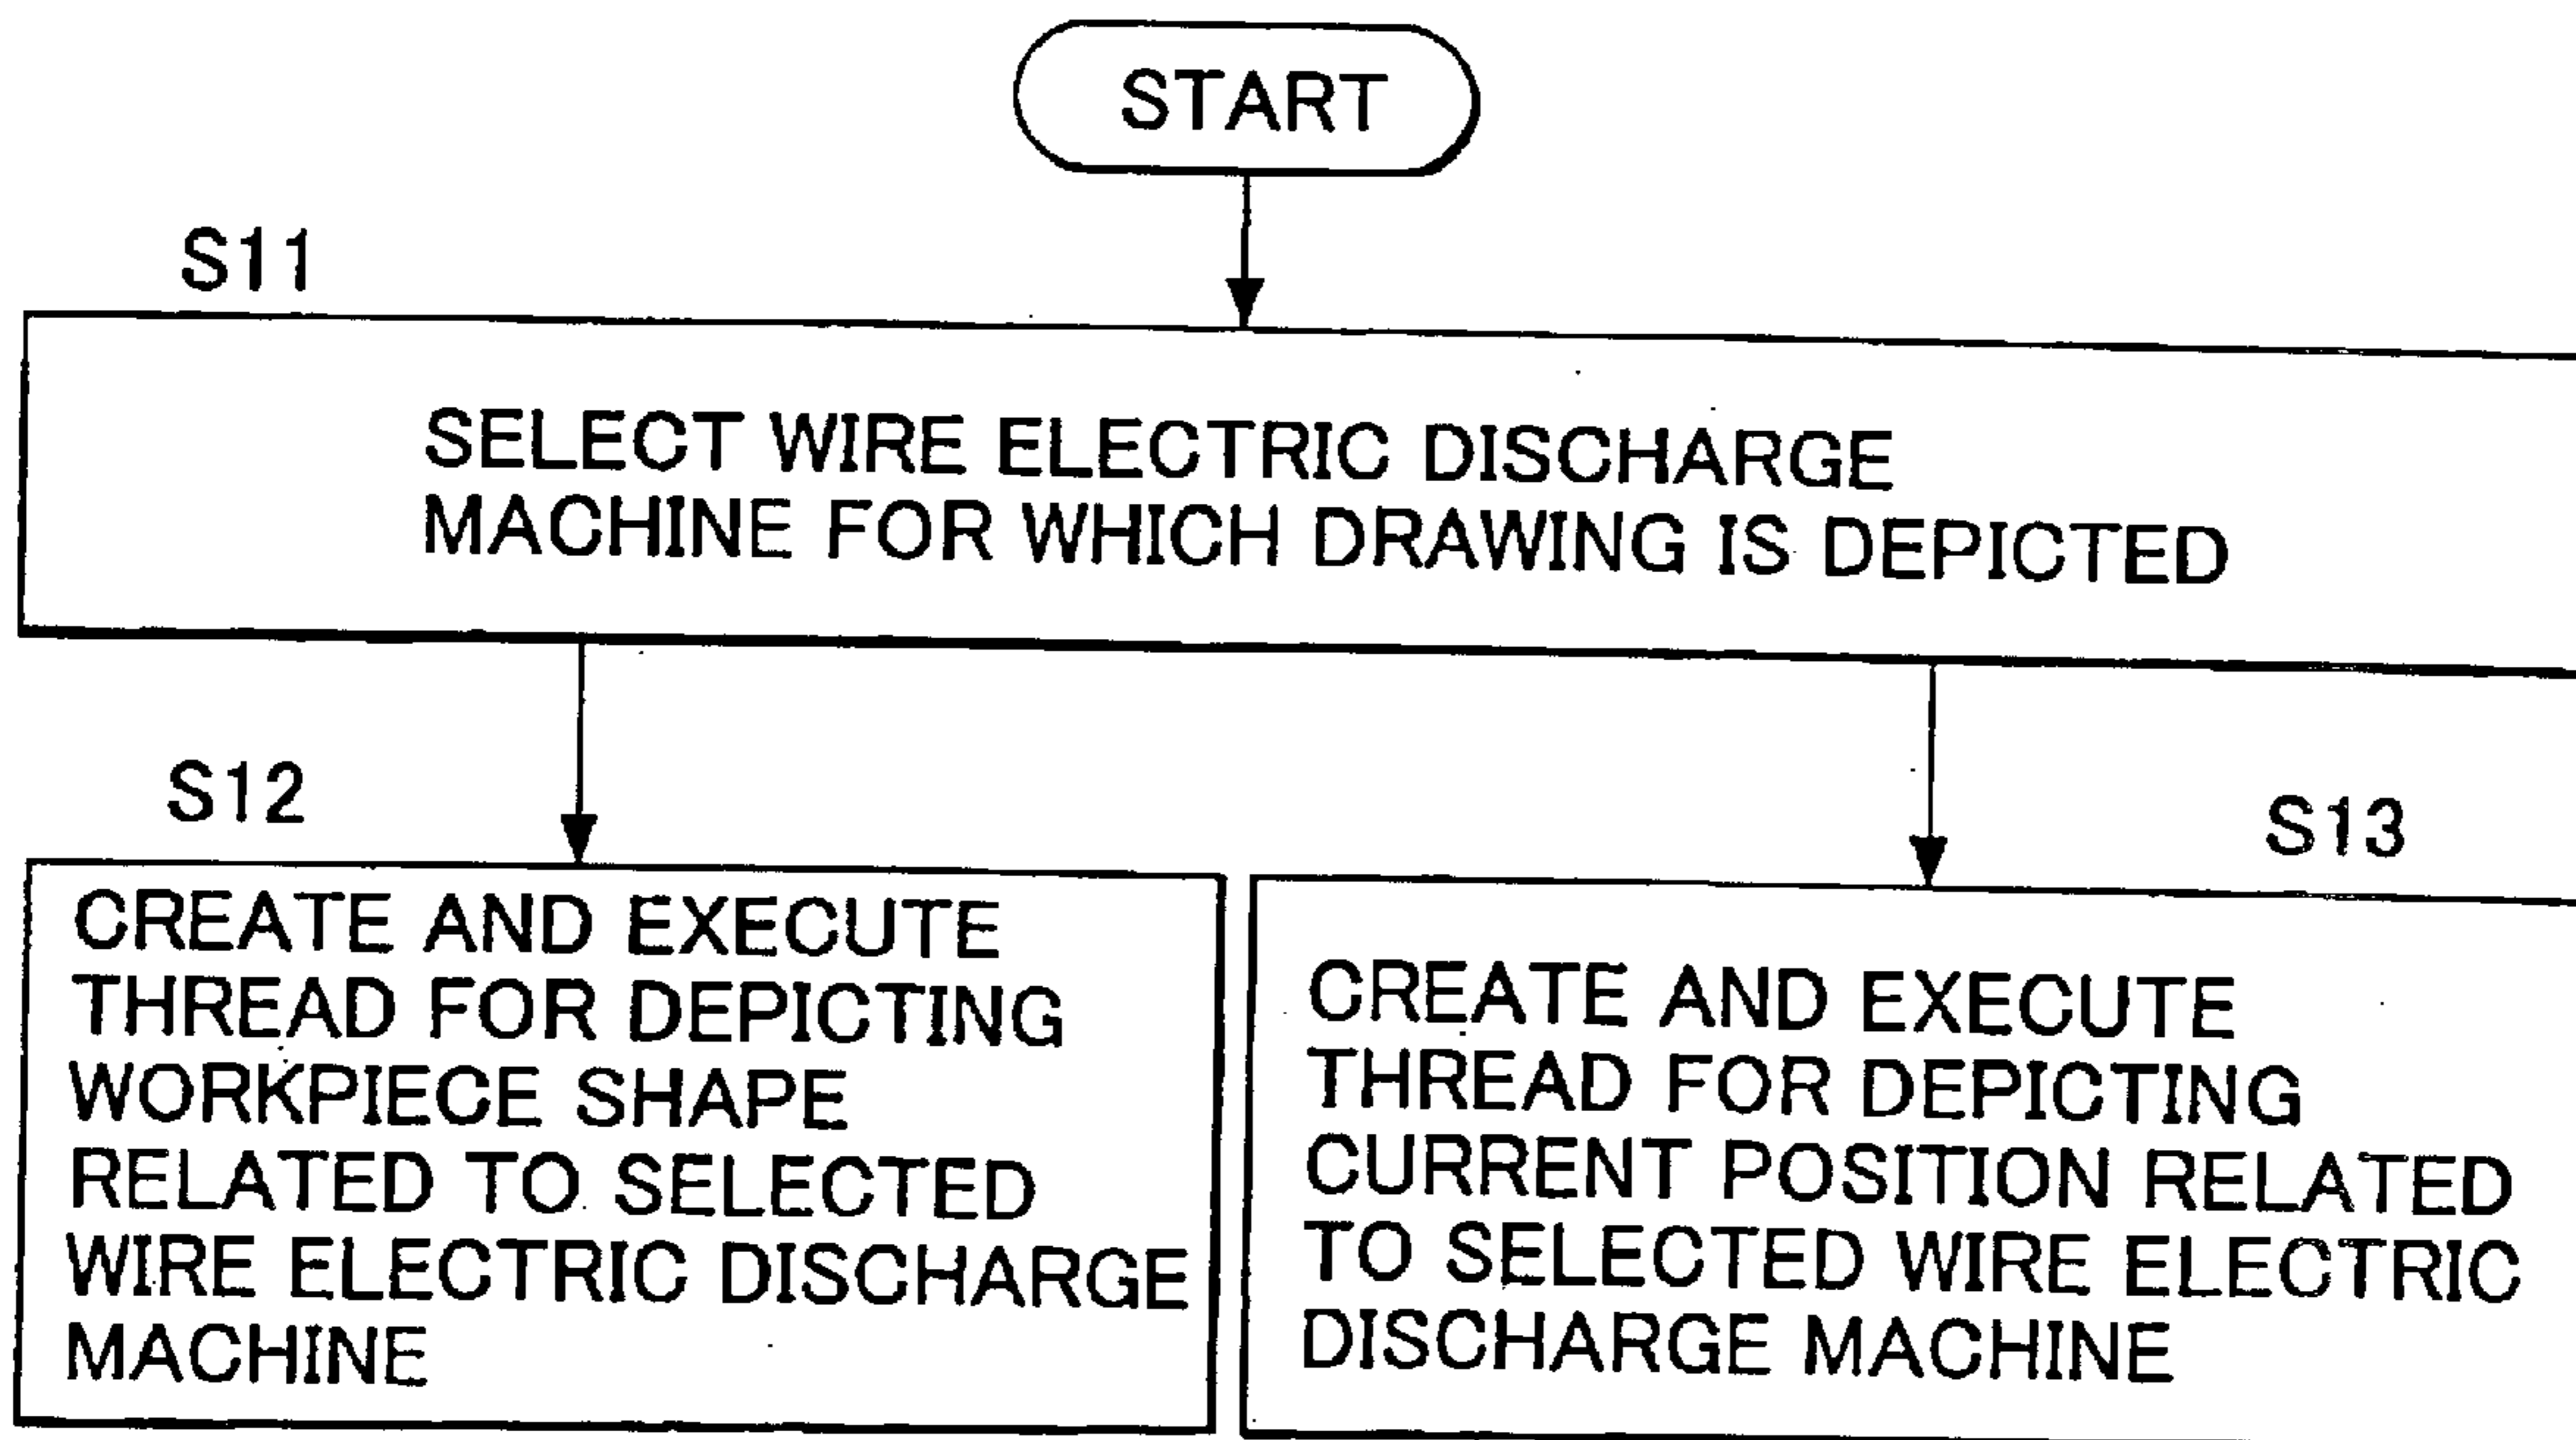 START
S11
SELECT WIRE ELECTRIC DISCHARGE
MACHINE FOR WHICH DRAWING IS DEPICTED
S12
CREATE AND EXECUTE
THREAD FOR DEPICTING
WORKPIECE SHAPE
RELATED TO SELECTED
WIRE ELECTRIC DISCHARGE
MACHINE
S13
CREATE AND EXECUTE
THREAD FOR DEPICTING
CURRENT POSITION RELATED
TO SELECTED WIRE ELECTRIC
DISCHARGE MACHINE